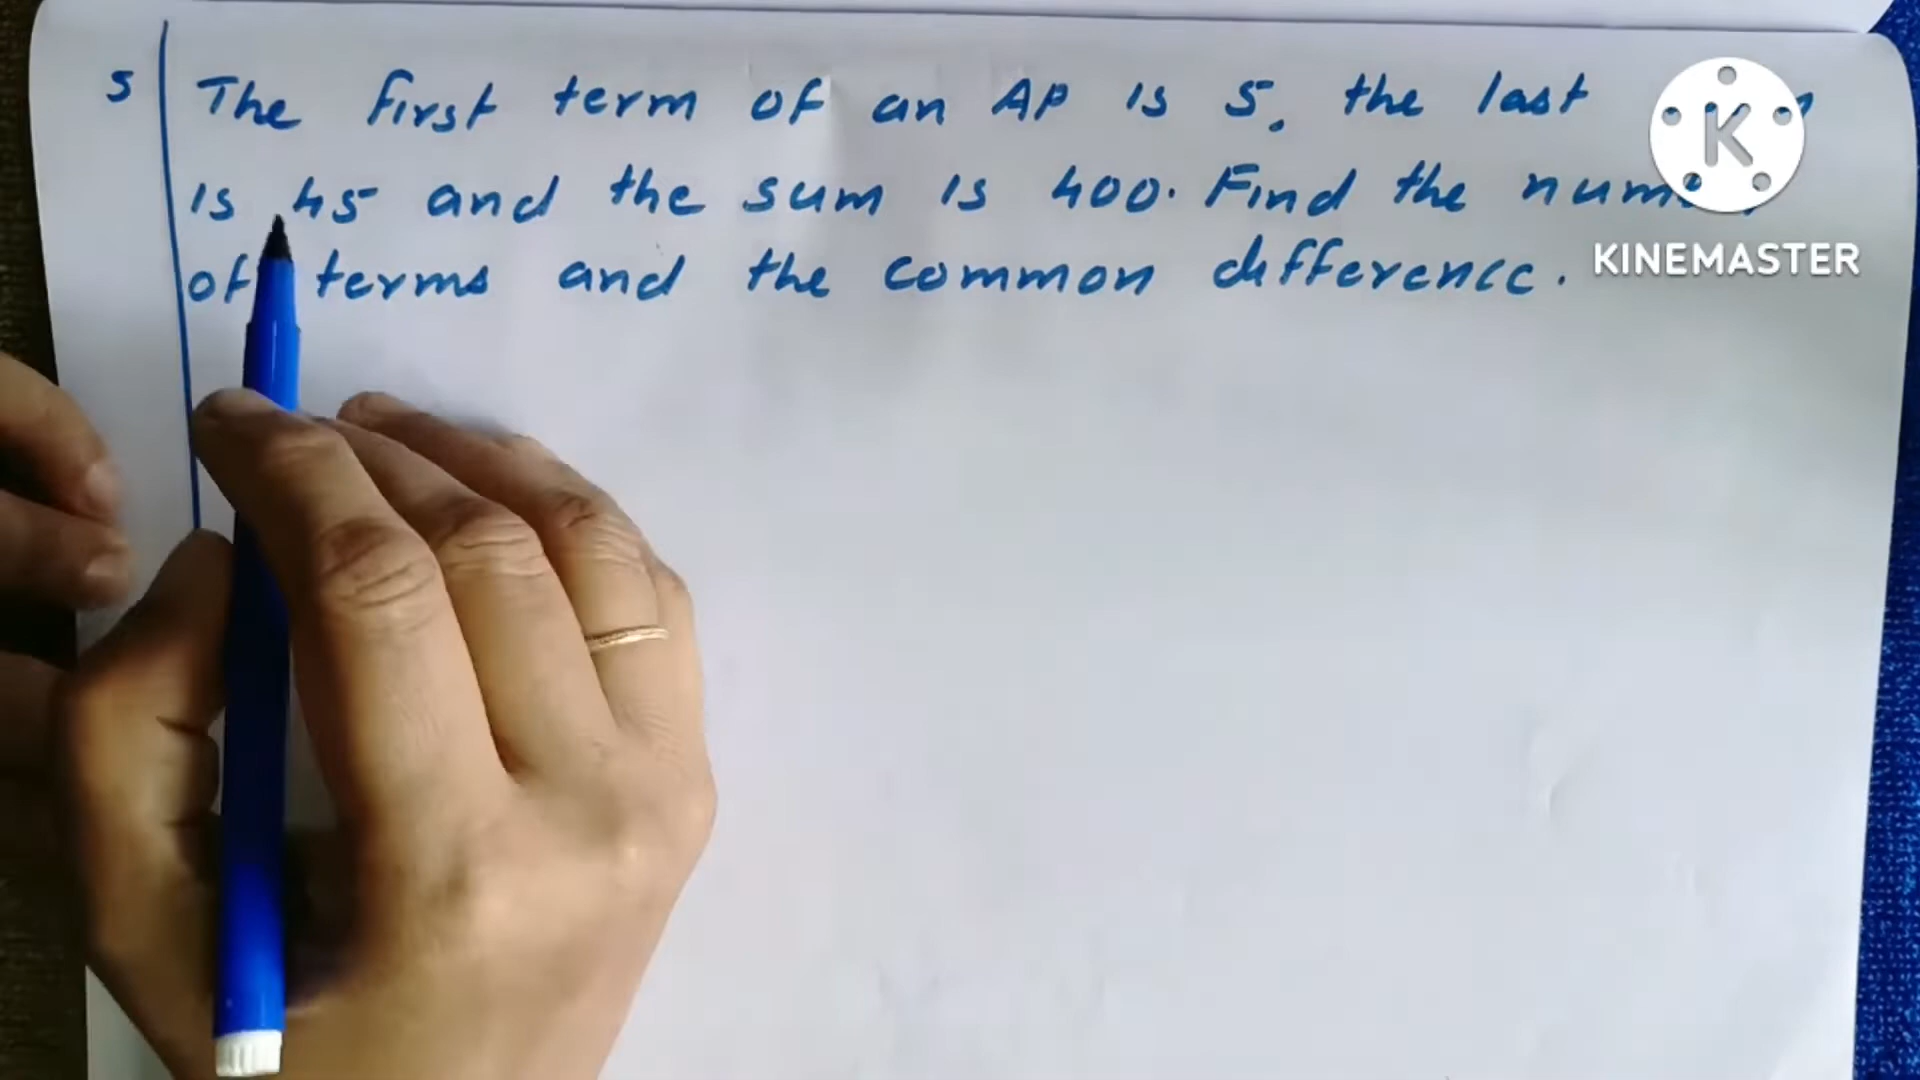 5 The first term of an AP is 5, the last
is 45 and the sum is 400. Find the
of terms and the common difference.
K
KINEMASTER